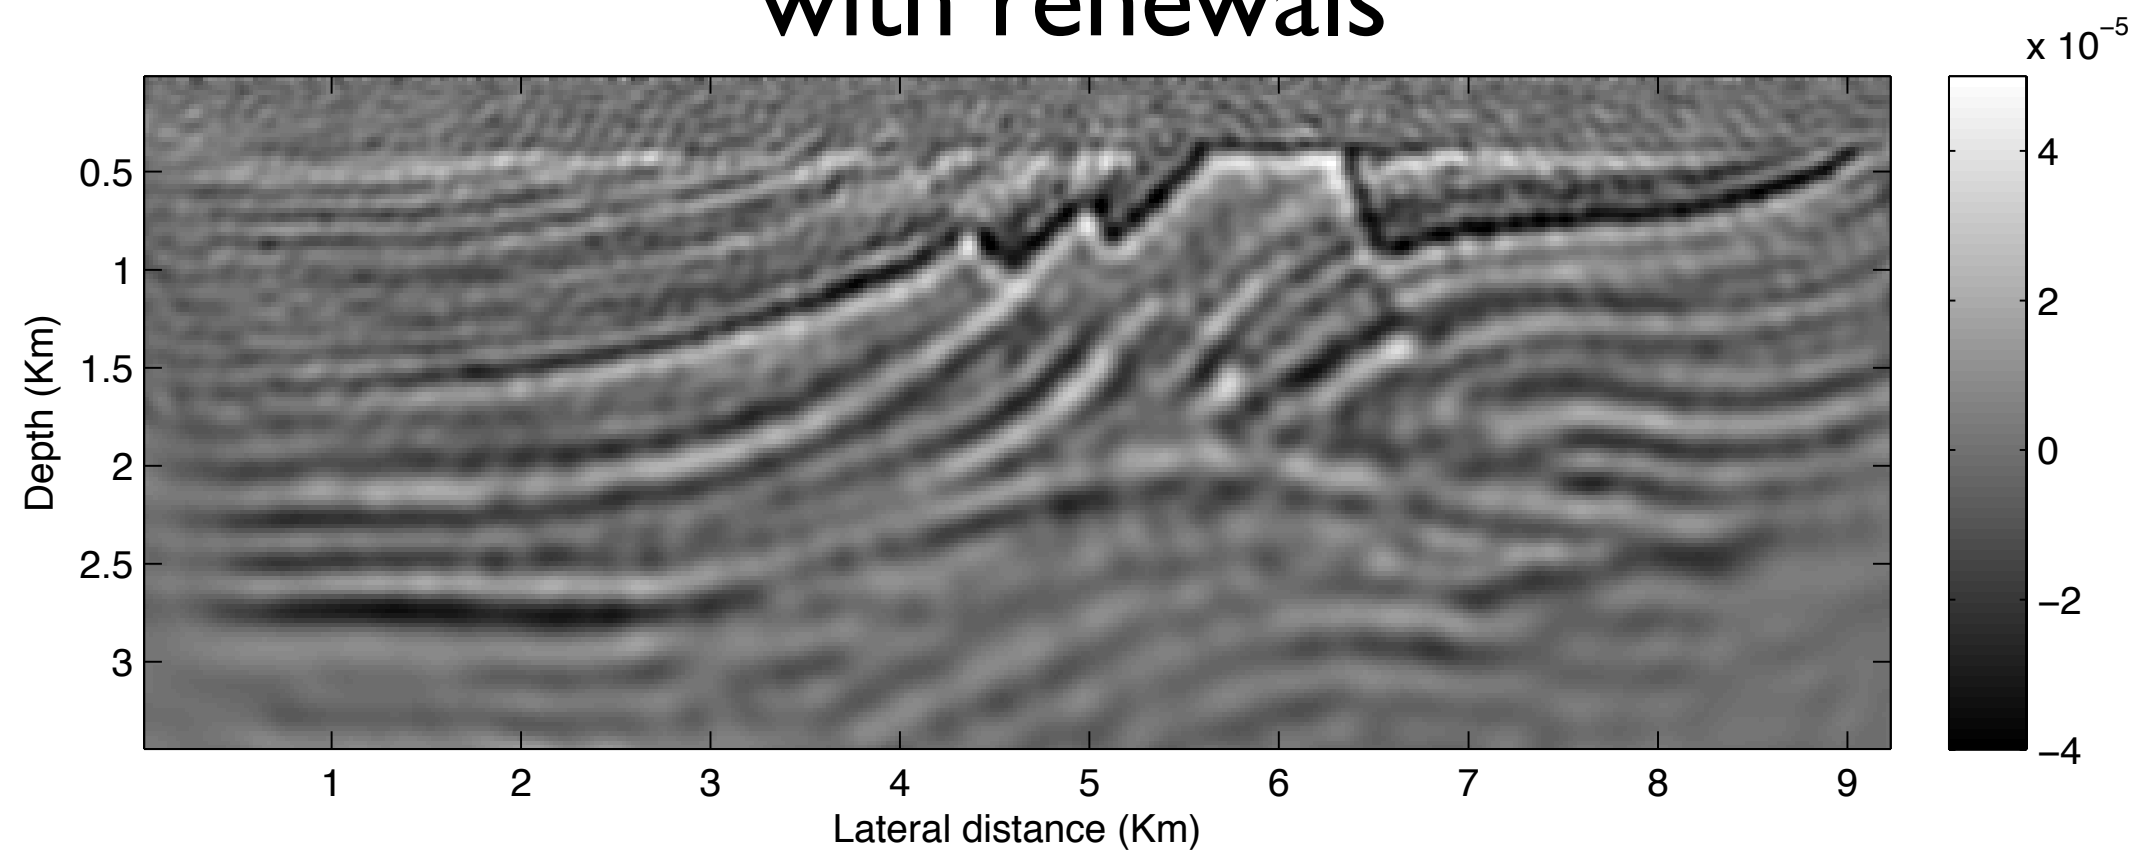 with renewals
x 10⁻⁵
0.5
1
1.5
2
2.5
3
Depth (Km)
1 2 3 4 5 6 7 8 9
Lateral distance (Km)
4
2
0
−2
−4